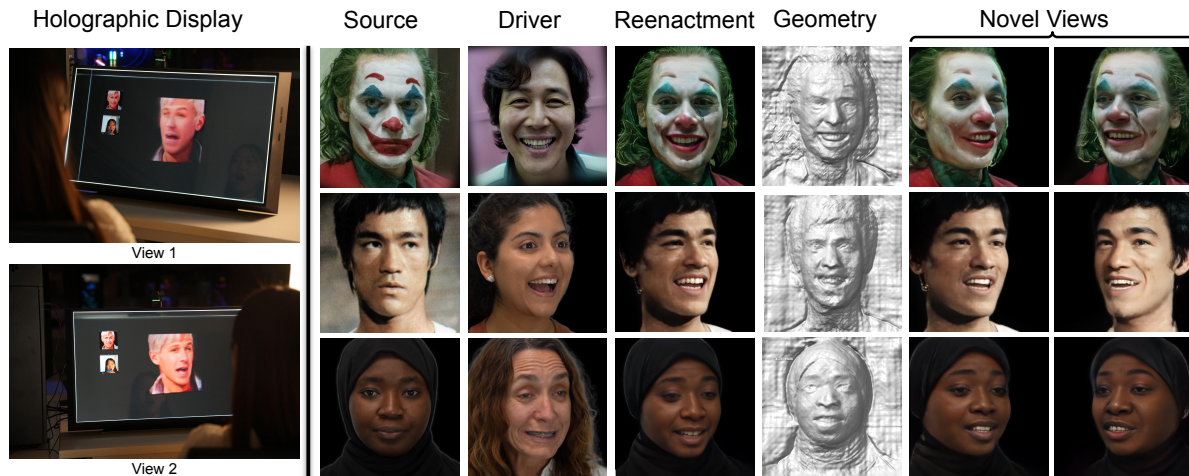 Holographic Display
Source
Driver
Reenactment
Geometry
Novel Views
View 1
View 2